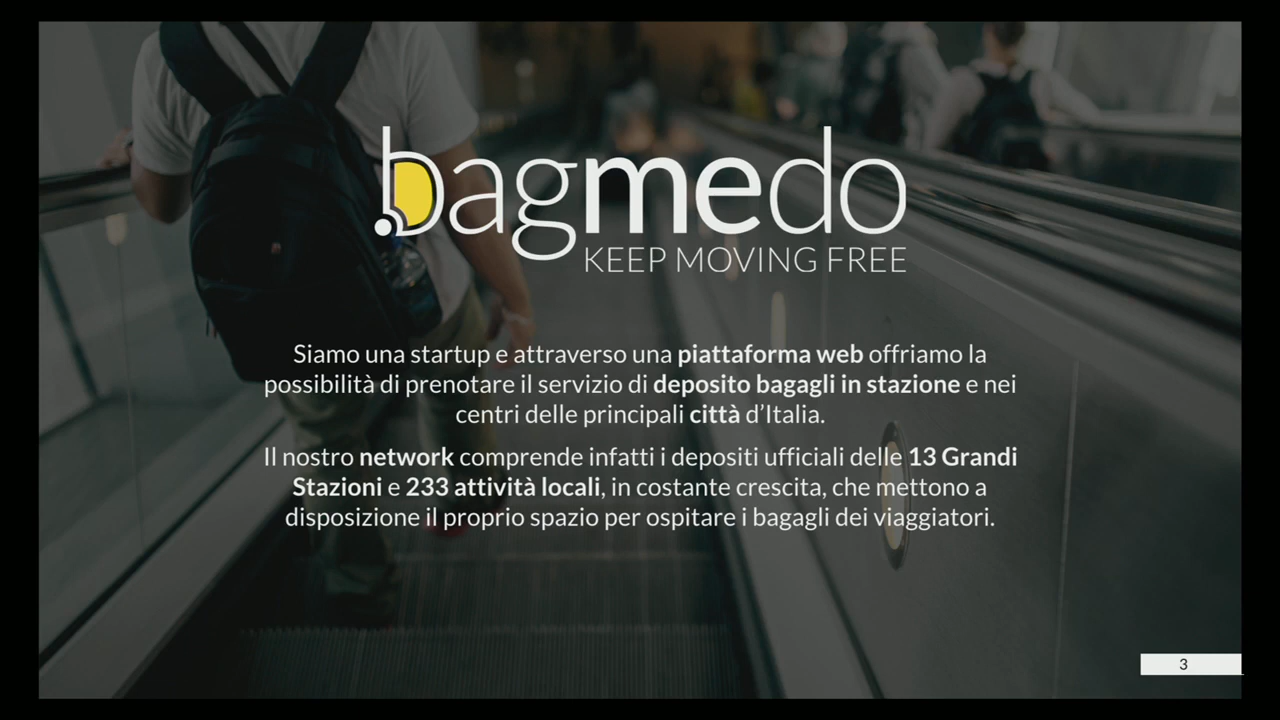 bagmedo
KEEP MOVING FREE
Siamo una startup e attraverso una piattaforma web offriamo la
possibilità di prenotare il servizio di deposito bagagli in stazione e nei
centri delle principali città d’Italia.
Il nostro network comprende infatti i depositi ufficiali delle 13 Grandi
Stazioni e 233 attività locali, in costante crescita, che mettono a
disposizione il proprio spazio per ospitare i bagagli dei viaggiatori.
3